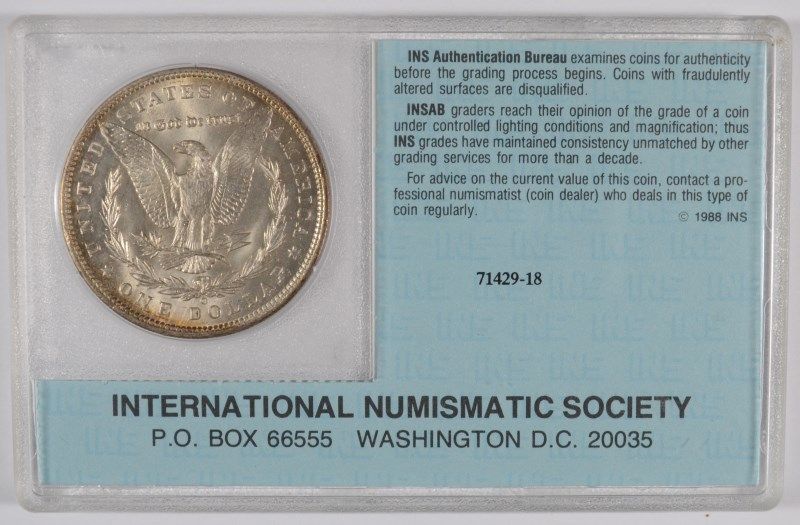 UNITED STATES OF AMERICA
In God We Trust
ONE DOLLAR
INS Authentication Bureau examines coins for authenticity
before the grading process begins. Coins with fraudulently
altered surfaces are disqualified.
INSAB graders reach their opinion of the grade of a coin
under controlled lighting conditions and magnification; thus
INS grades have maintained consistency unmatched by other
grading services for more than a decade.
For advice on the current value of this coin, contact a pro-
fessional numismatist (coin dealer) who deals in this type of
coin regularly.
© 1988 INS
71429-18
INTERNATIONAL NUMISMATIC SOCIETY
P.O. BOX 66555 WASHINGTON D.C. 20035